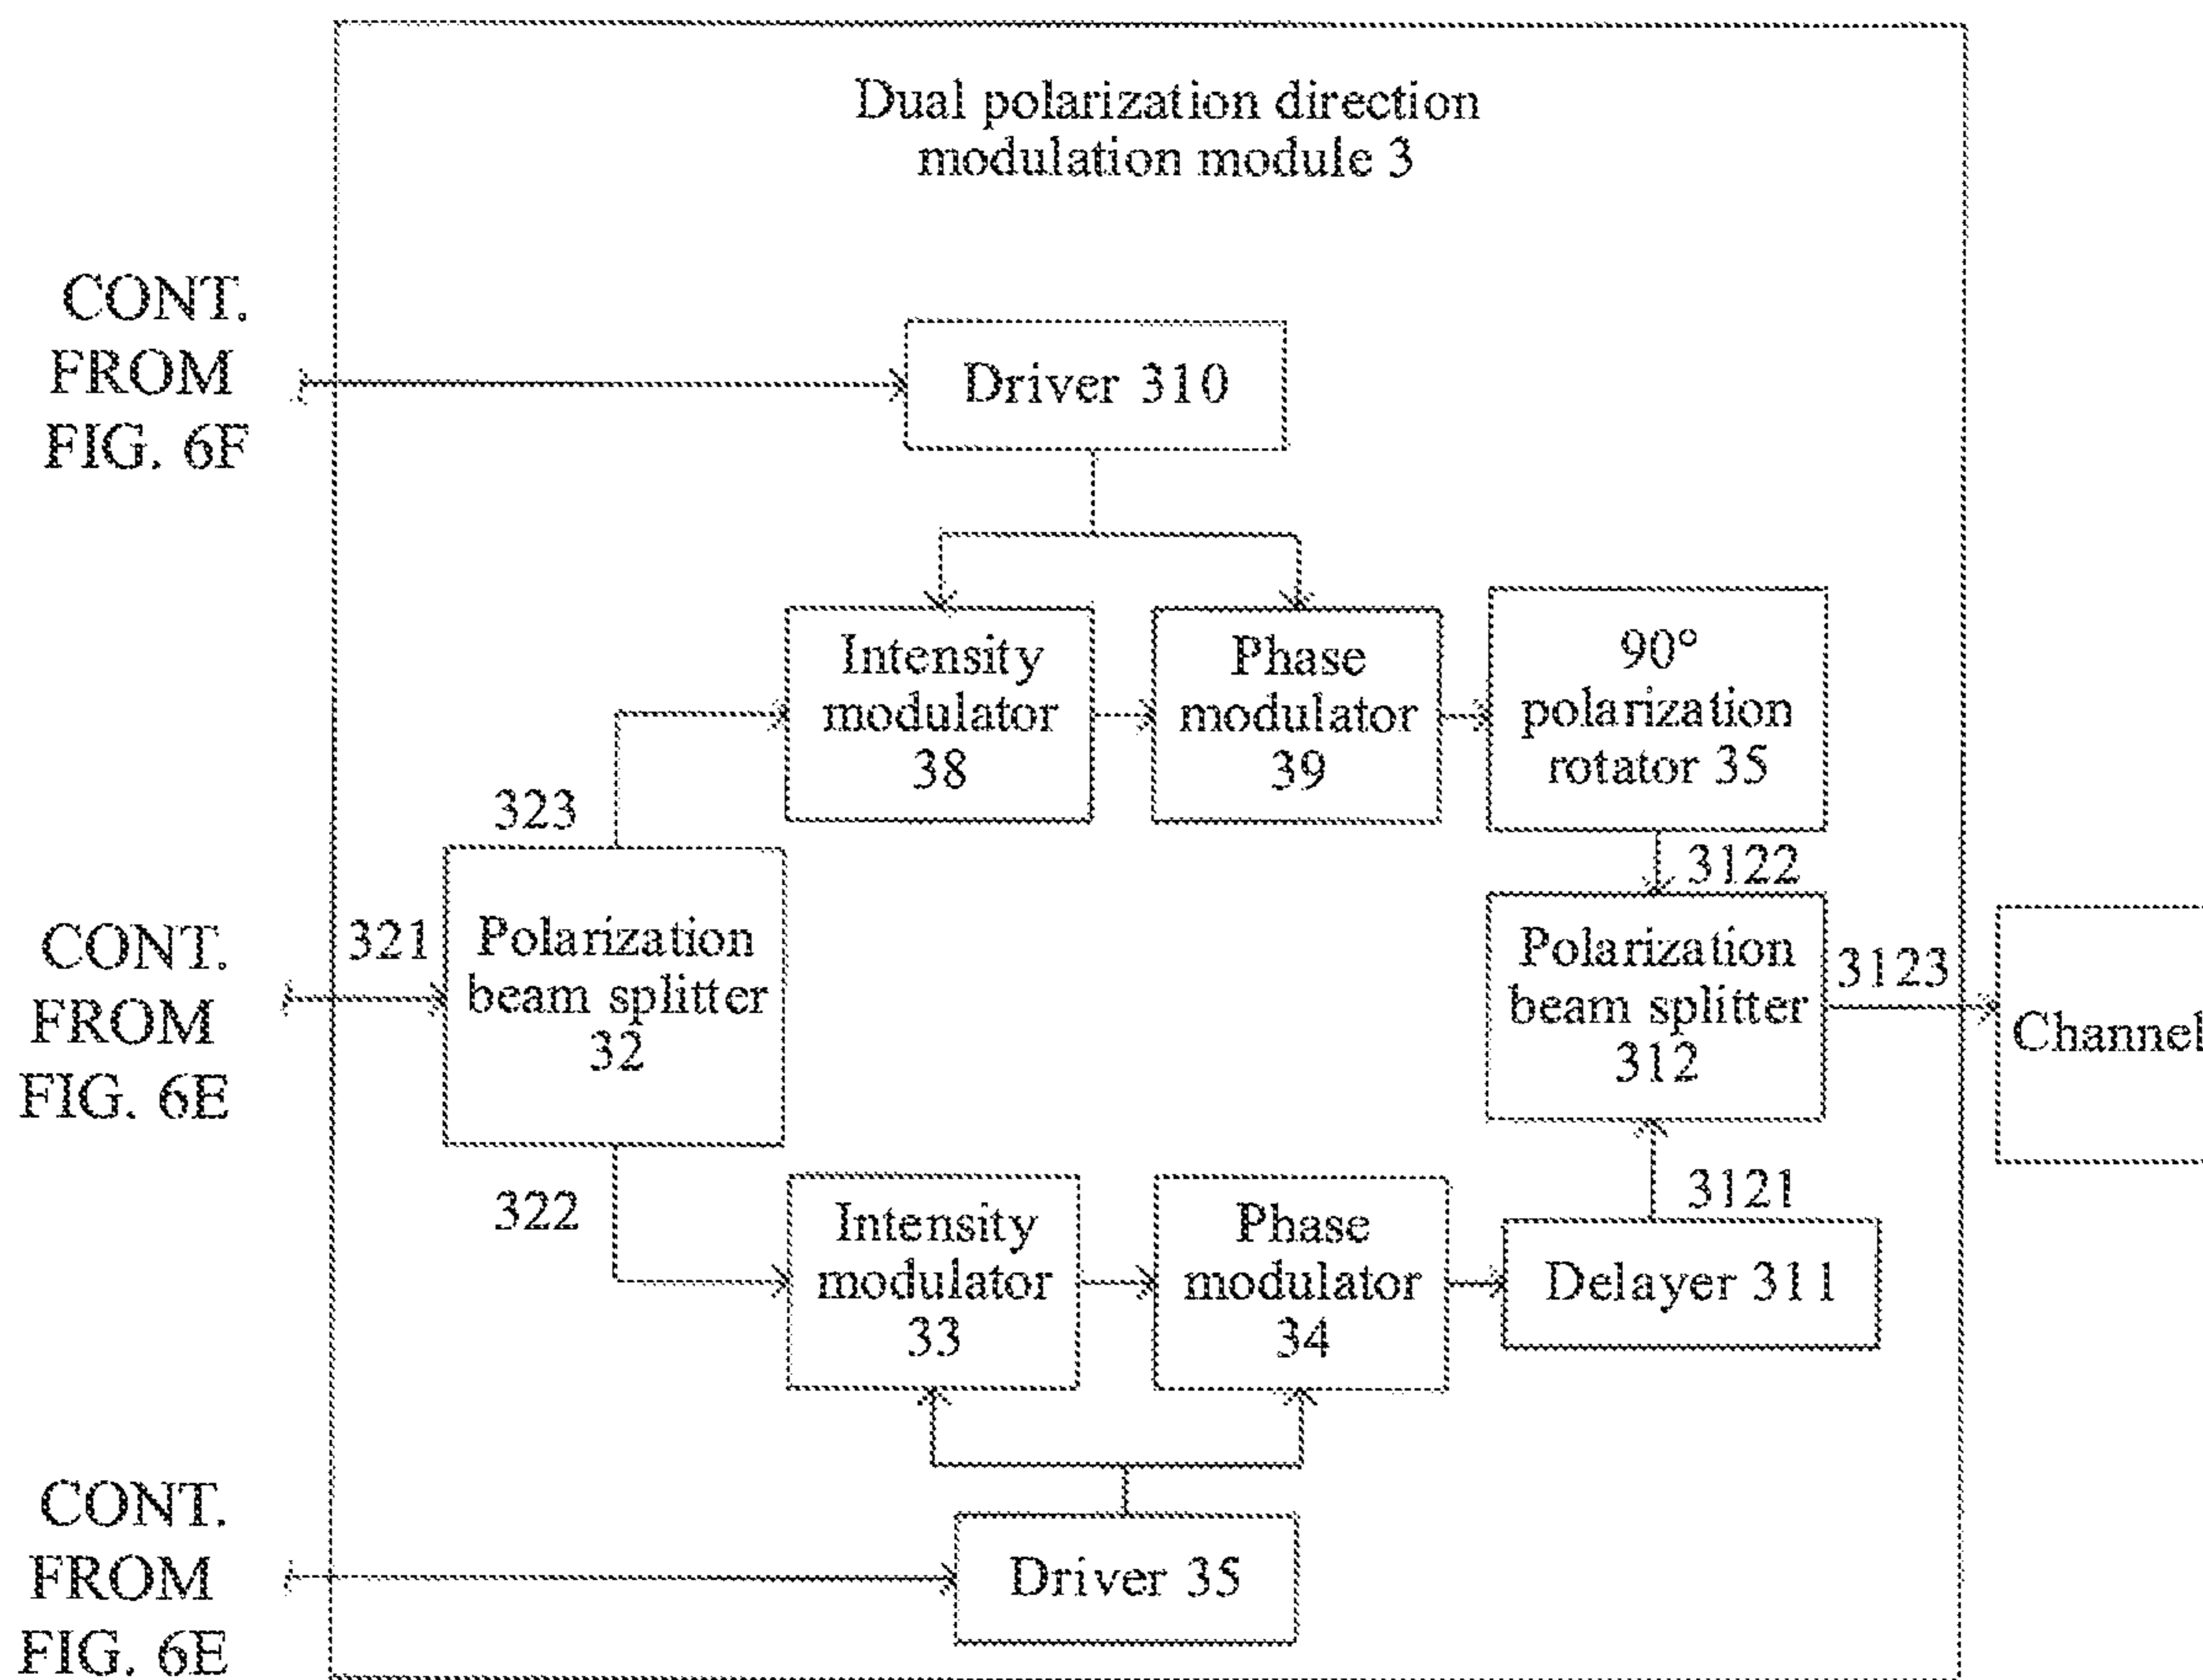 Dual polarization direction
modulation module 3
CONT.
FROM
FIG. 6F
Driver 310
Intensity
modulator
38
Phase
modulator
39
90°
polarization
rotator 35
323
3122
CONT.
FROM
FIG. 6E
321
Polarization
beam splitter
32
Polarization
beam splitter
312
3123
Channel
322
3121
Intensity
modulator
33
Phase
modulator
34
Delayer 311
CONT.
FROM
FIG. 6E
Driver 35